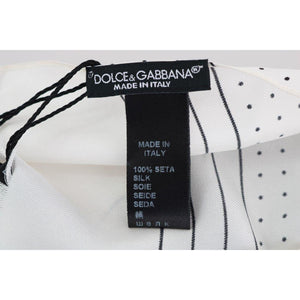 DOLCE & GABBANA®
MADE IN ITALY
MADE IN
ITALY
100% SETA
SILK
SOIE
SEIDE
SEDA